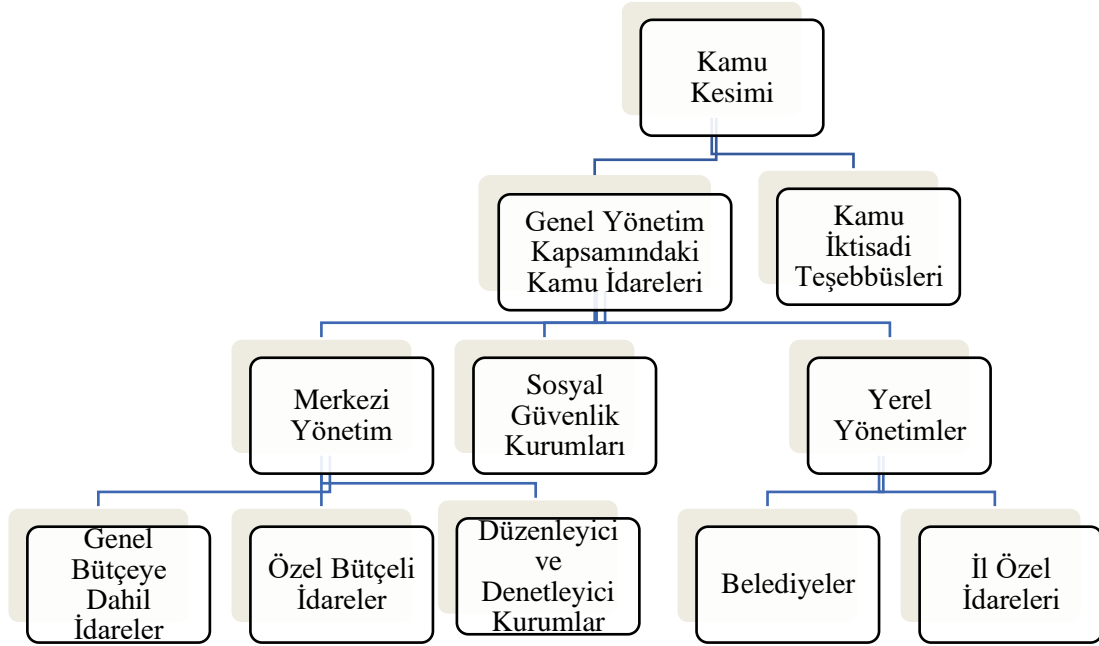 Kamu
Kesimi
Genel Yönetim
Kapsamındaki
Kamu İdareleri
Kamu
İktisadi
Teşebbüsleri
Merkezi
Yönetim
Sosyal
Güvenlik
Kurumları
Yerel
Yönetimler
Genel
Bütçeye
Dahil
İdareler
Özel Bütçeli
İdareler
Düzenleyici
ve
Denetleyici
Kurumlar
Belediyeler
İl Özel
İdareleri